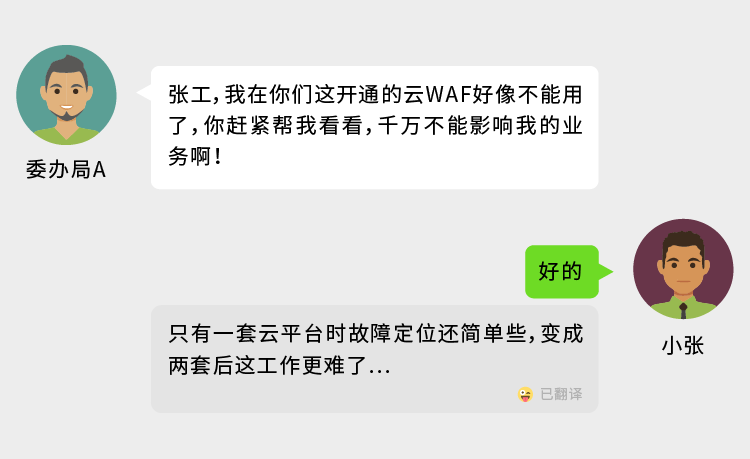 张工，我在你们这开通的云WAF好像不能用
了，你赶紧帮我看看，千万不能影响我的业
务啊！
委办局A
好的
小张
只有一套云平台时故障定位还简单些，变成
两套后这工作更难了...
已翻译